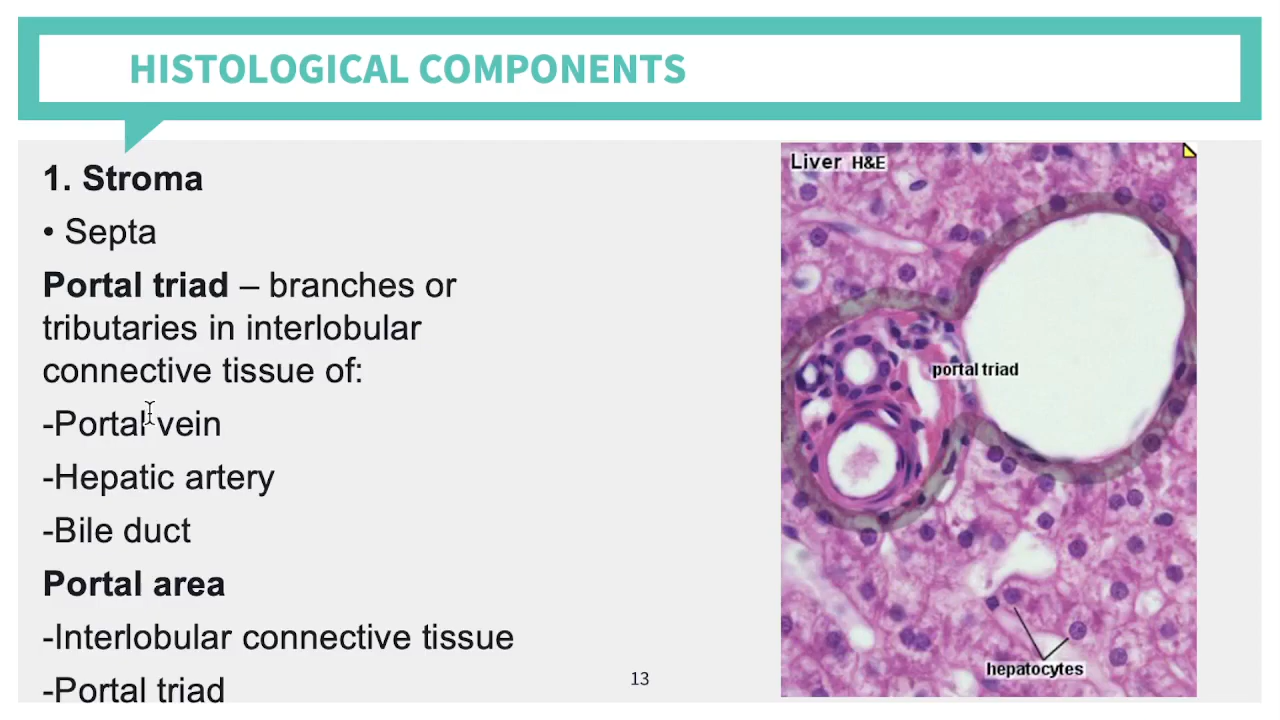 HISTOLOGICAL COMPONENTS
1. Stroma
• Septa
Portal triad – branches or
tributaries in interlobular
connective tissue of:
-Portal vein
-Hepatic artery
-Bile duct
Portal area
-Interlobular connective tissue
-Portal triad
Liver H&E
portal triad
hepatocytes
13